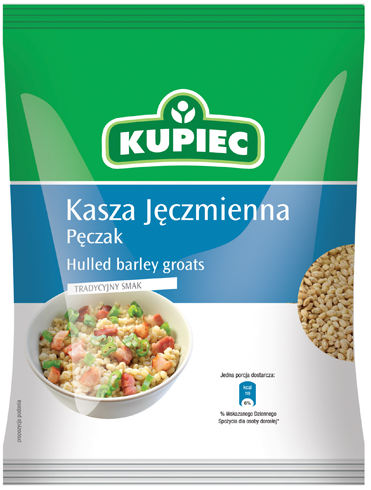 KUPIEC
Kasza Jęczmienna
Pęczak
Hulled barley groats
TRADYCYJNY SMAK
Jedna porcja dostarcza:
kcal
6%
% Wskazanego Dziennego
Spożycia dla osoby dorosłej*
propozycja podania